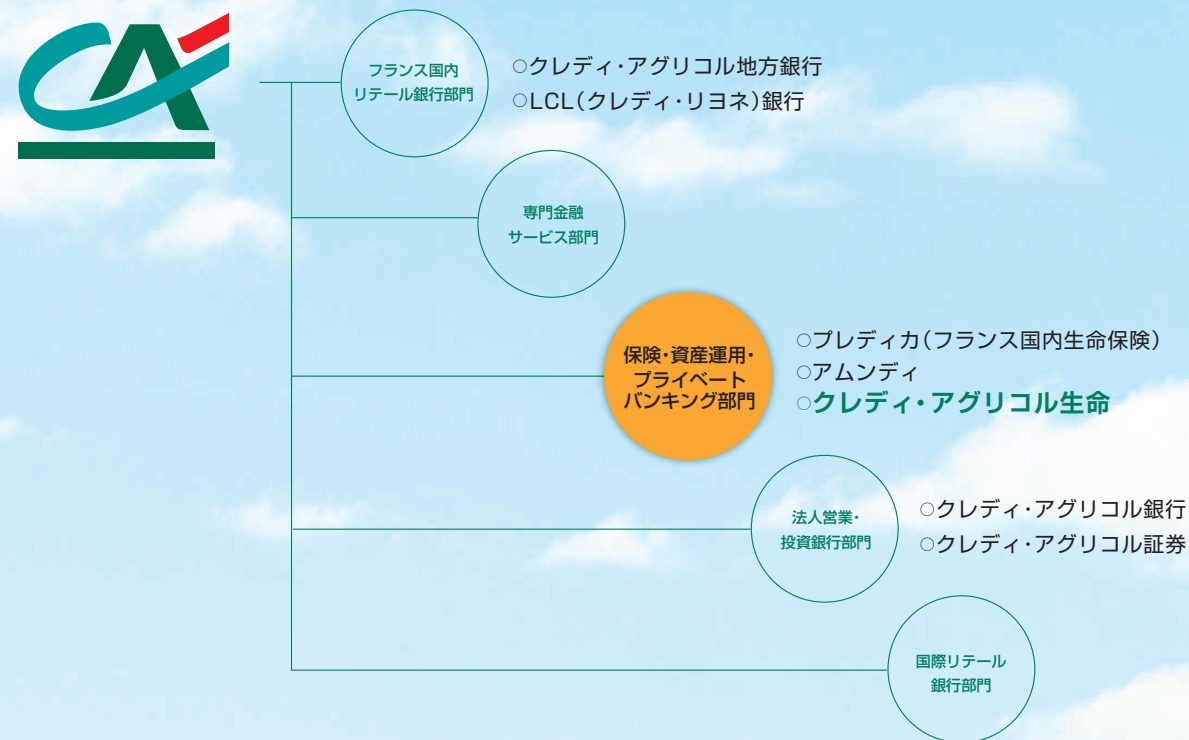 CA
フランス国内
リテール銀行部門
○クレディ・アグリコル地方銀行
○LCL(クレディ・リヨネ)銀行
専門金融
サービス部門
保険・資産運用・
プライベート
バンキング部門
○プレディカ(フランス国内生命保険)
○アムンディ
○クレディ・アグリコル生命
法人営業・
投資銀行部門
○クレディ・アグリコル銀行
○クレディ・アグリコル証券
国際リテール
銀行部門